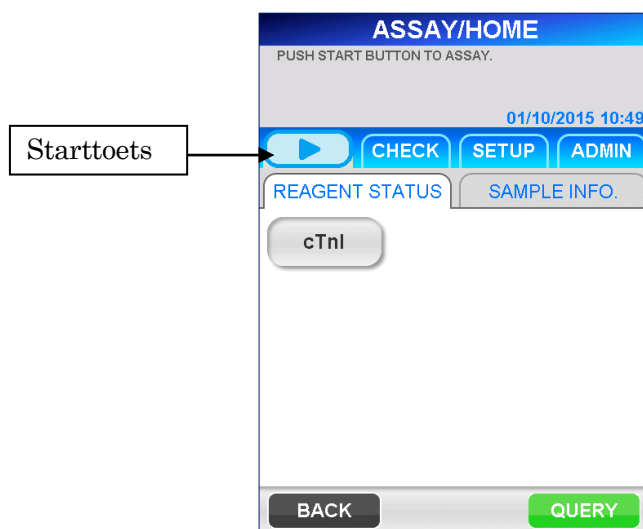 ASSAY/HOME
PUSH START BUTTON TO ASSAY.
01/10/2015 10:49
Starttoets
CHECK SETUP ADMIN
REAGENT STATUS SAMPLE INFO.
cTnI
BACK QUERY